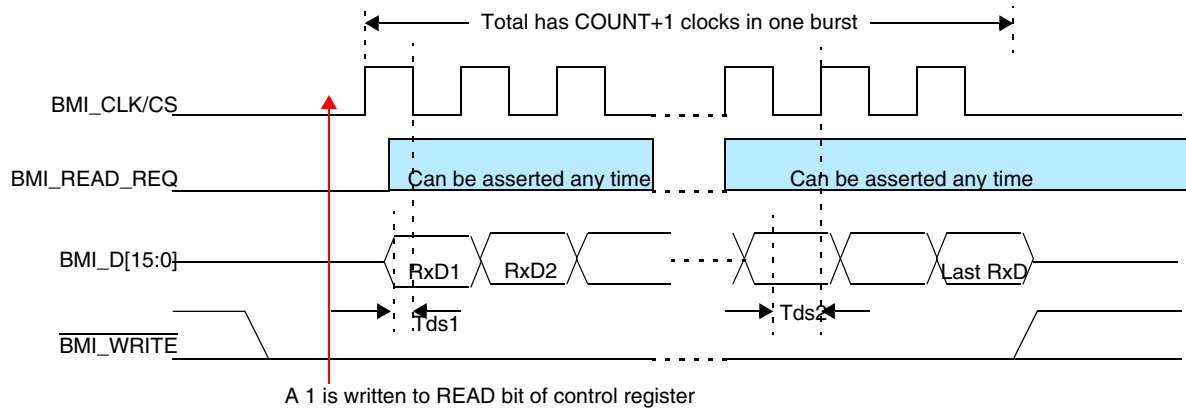 Total has COUNT+1 clocks in one burst
BMI_CLK/CS
BMI_READ_REQ
Can be asserted any time
Can be asserted any time
BMI_D[15:0]
RxD1
RxD2
Last RxD
Tds1
Tds2
BMI_WRITE
A 1 is written to READ bit of control register